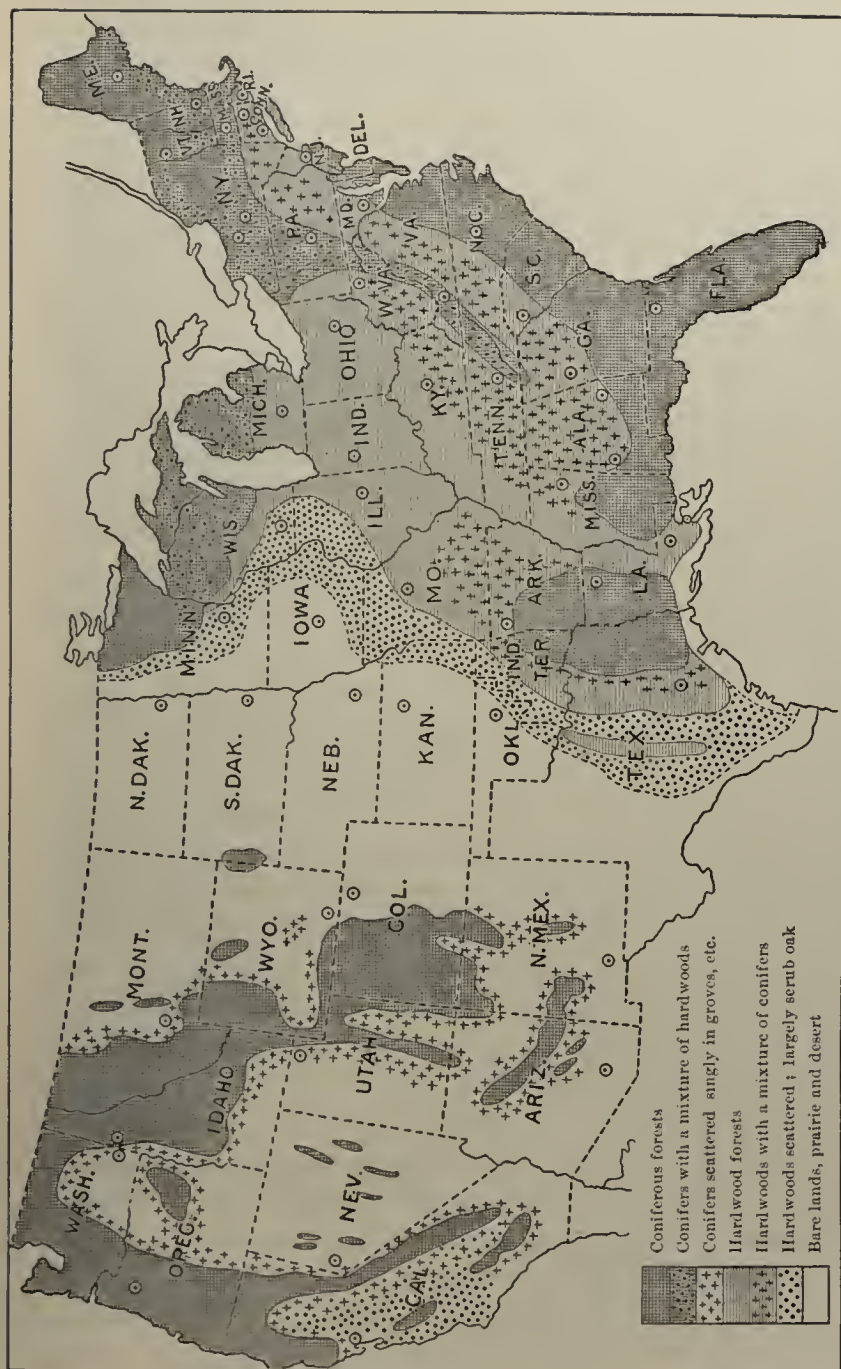 WASH.
OREG.
CAL.
NEV.
IDAHO
MONT.
WYO.
UTAH
COL.
ARIZ.
N.MEX.
N.DAK.
S.DAK.
NEB.
KAN.
OKL.
IND.
TER.
TEX.
MINN.
IOWA
MO.
ARK.
LA.
WIS.
ILL.
MICH.
IND.
OHIO
KY.
TENN.
MISS.
ALA.
GA.
FLA.
S.C.
N.C.
VA.
W.VA.
MD.
DEL.
PA.
N.J.
N.Y.
CONN.
R.I.
MASS.
VT.
N.H.
ME.
Coniferous forests
Conifers with a mixture of hardwoods
Conifers scattered singly in groves, etc.
Hardwood forests
Hardwoods with a mixture of conifers
Hardwoods scattered; largely scrub oak
Bare lands, prairie and desert